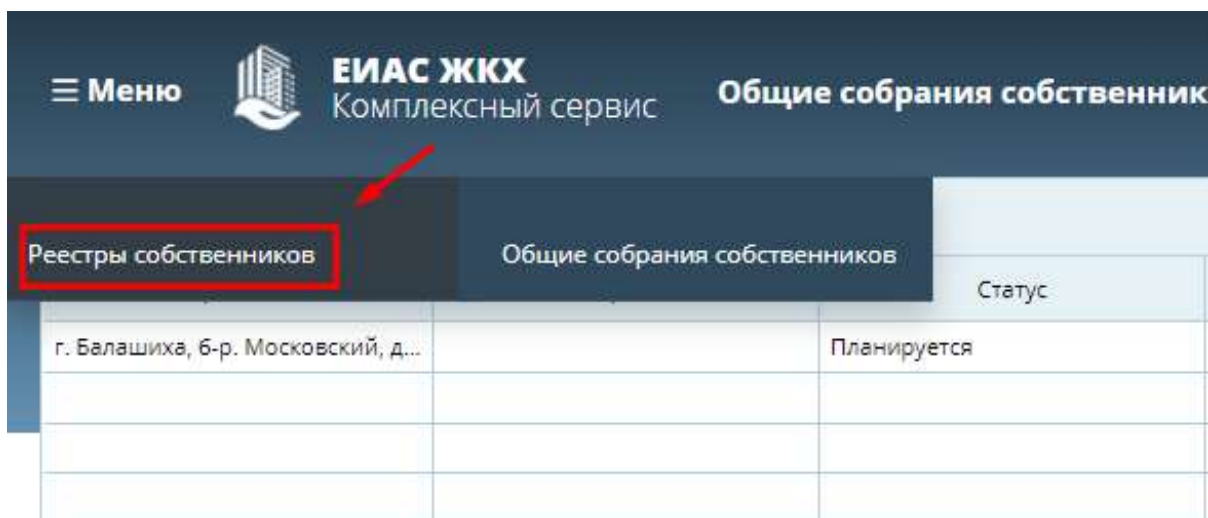 ☰ Меню
ЕИАС ЖКХ
Комплексный сервис
Общие собрания собственник
Реестры собственников
Общие собрания собственников
Статус
г. Балашиха, б-р. Московский, д...
Планируется